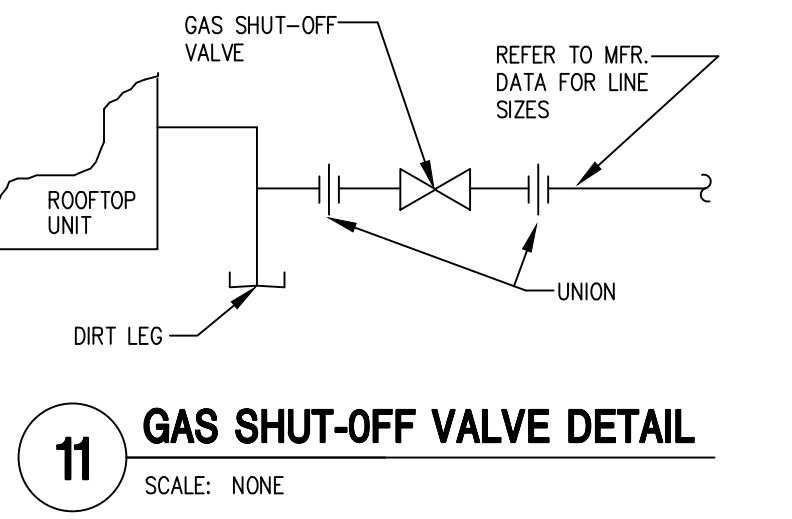 GAS SHUT-OFF
VALVE
REFER TO MFR.
DATA FOR LINE
SIZES
ROOFTOP
UNIT
UNION
DIRT LEG
11
GAS SHUT-OFF VALVE DETAIL
SCALE: NONE